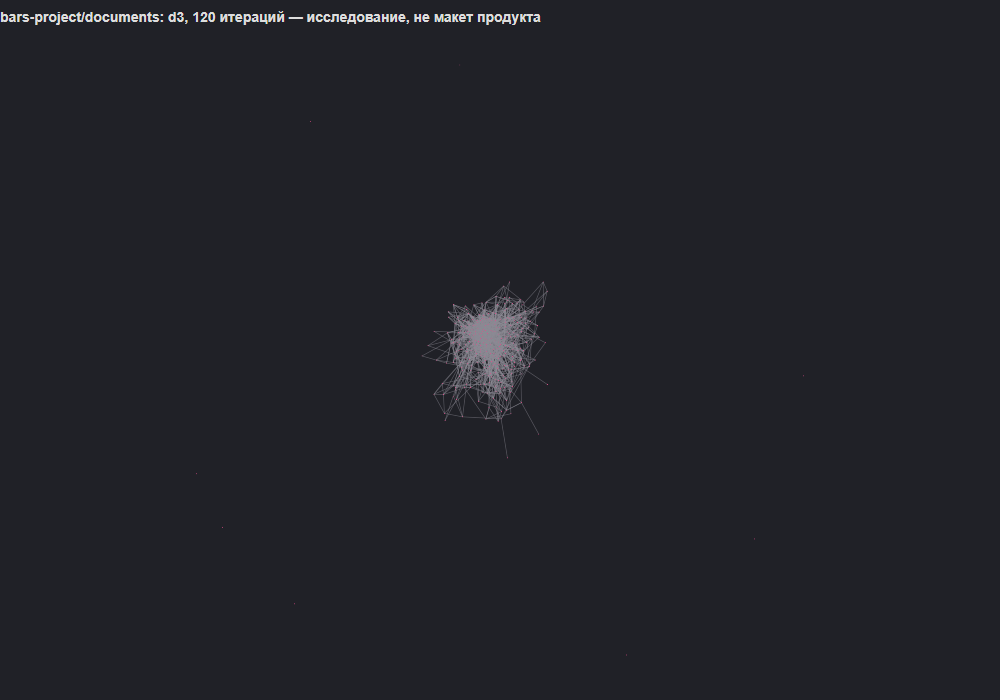 bars-project/documents: d3, 120 итераций — исследование, не макет продукта